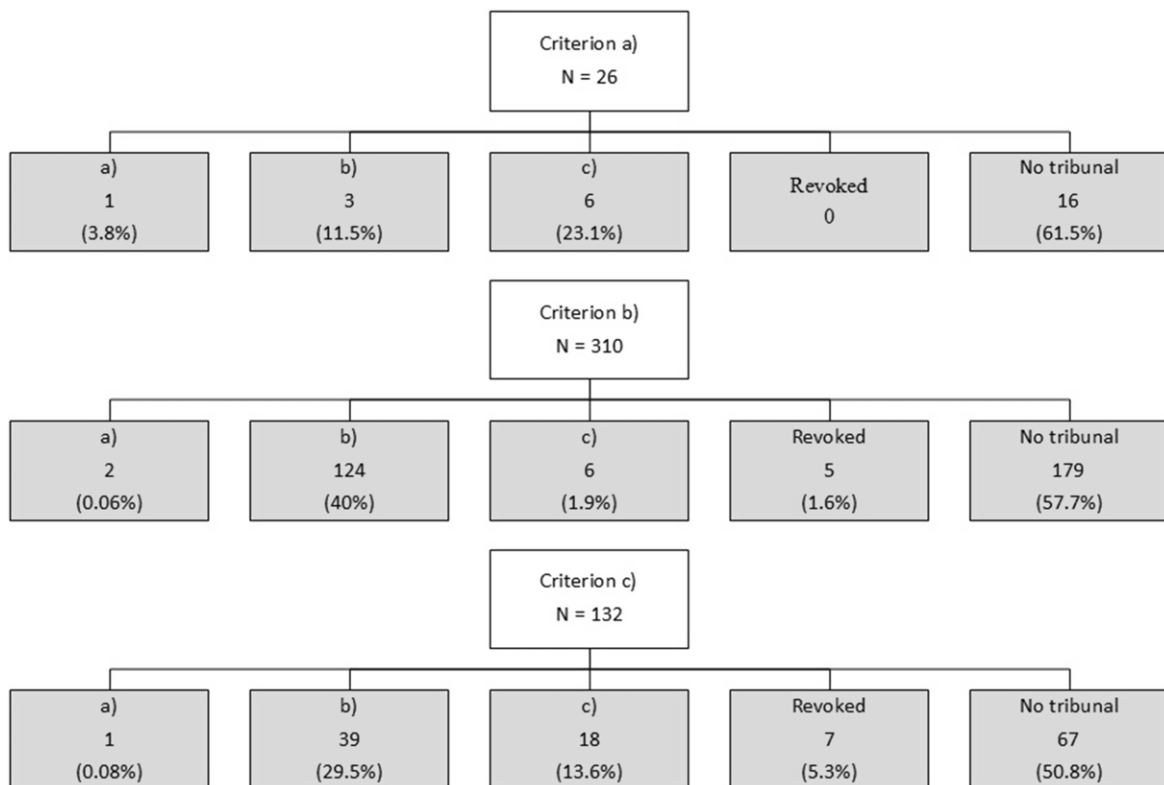 Criterion a)
N = 26
a)
1
(3.8%)
b)
3
(11.5%)
c)
6
(23.1%)
Revoked
0
No tribunal
16
(61.5%)
Criterion b)
N = 310
a)
2
(0.06%)
b)
124
(40%)
c)
6
(1.9%)
Revoked
5
(1.6%)
No tribunal
179
(57.7%)
Criterion c)
N = 132
a)
1
(0.08%)
b)
39
(29.5%)
c)
18
(13.6%)
Revoked
7
(5.3%)
No tribunal
67
(50.8%)